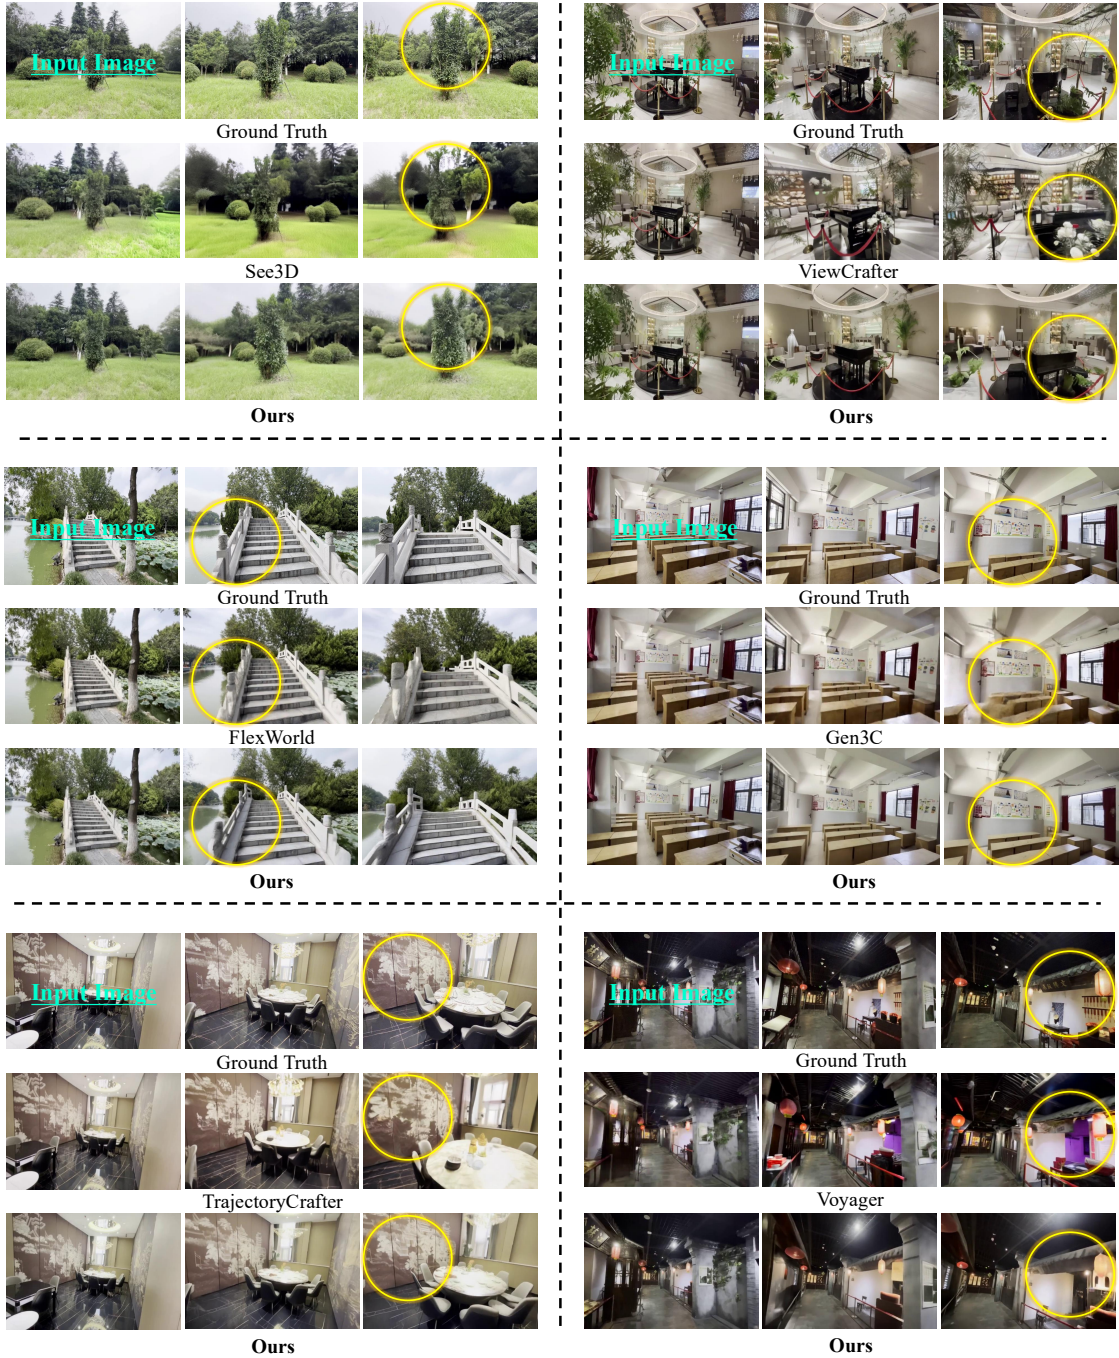 Input Image
Ground Truth
See3D
Ours
Input Image
Ground Truth
ViewCrafter
Ours
Input Image
Ground Truth
FlexWorld
Ours
Input Image
Ground Truth
Gen3C
Ours
Input Image
Ground Truth
TrajectoryCrafter
Ours
Input Image
Ground Truth
Voyager
Ours